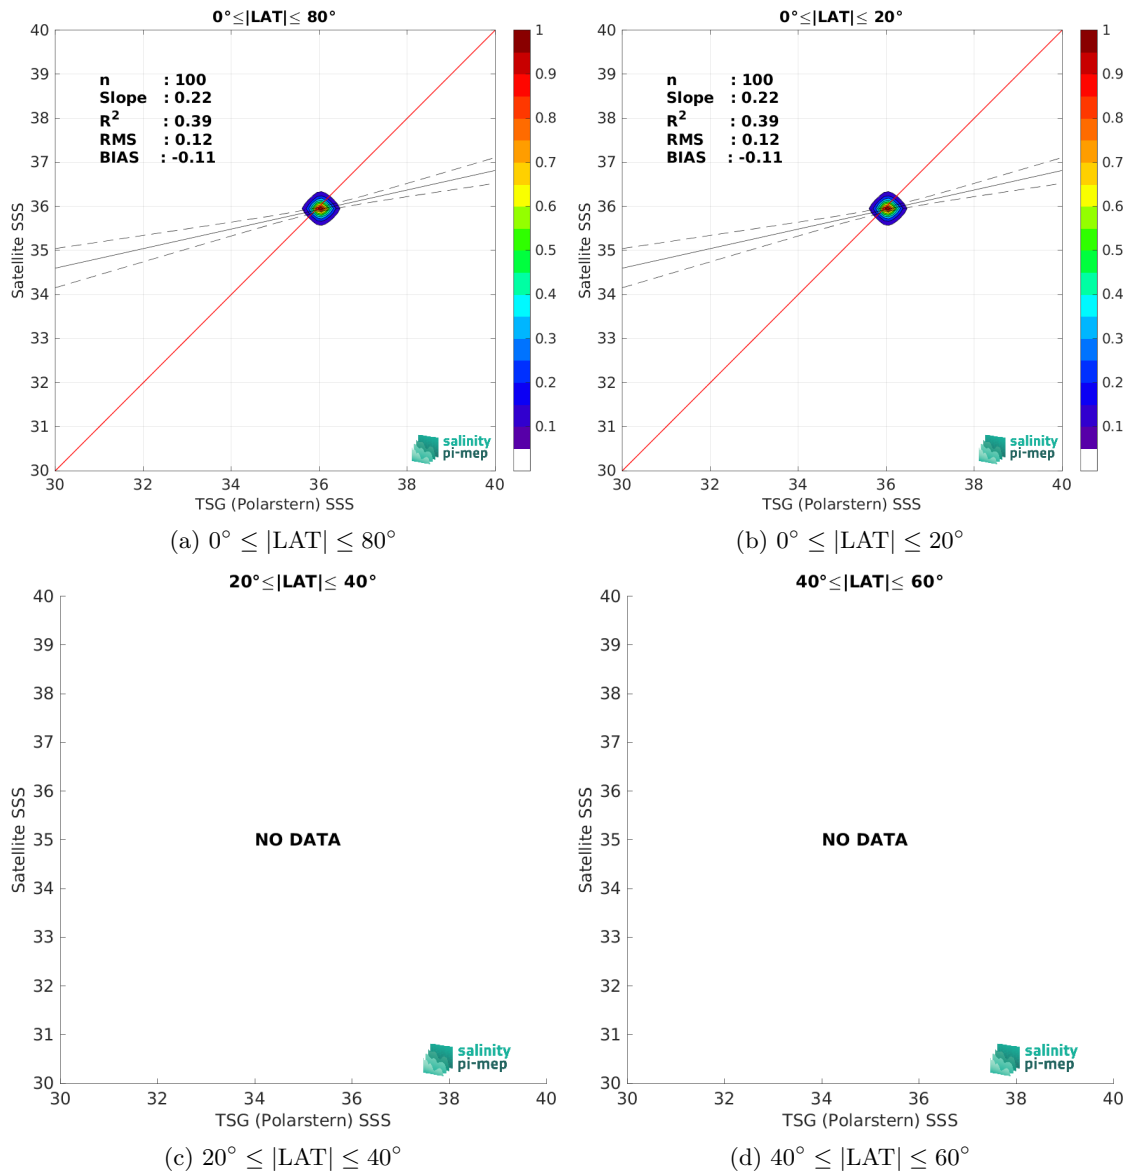 0°≤|LAT|≤ 80°
40
39
38
37
36
35
34
33
32
31
30
30
32
34
36
38
40
Satellite SSS
TSG (Polarstern) SSS
n : 100
Slope : 0.22
R² : 0.39
RMS : 0.12
BIAS : -0.11
salinity
pi-mep
1
0.9
0.8
0.7
0.6
0.5
0.4
0.3
0.2
0.1
(a) 0° ≤ |LAT| ≤ 80°
0°≤|LAT|≤ 20°
40
39
38
37
36
35
34
33
32
31
30
30
32
34
36
38
40
Satellite SSS
TSG (Polarstern) SSS
n : 100
Slope : 0.22
R² : 0.39
RMS : 0.12
BIAS : -0.11
salinity
pi-mep
1
0.9
0.8
0.7
0.6
0.5
0.4
0.3
0.2
0.1
(b) 0° ≤ |LAT| ≤ 20°
20°≤|LAT|≤ 40°
40
39
38
37
36
35
34
33
32
31
30
30
32
34
36
38
40
Satellite SSS
TSG (Polarstern) SSS
NO DATA
salinity
pi-mep
(c) 20° ≤ |LAT| ≤ 40°
40°≤|LAT|≤ 60°
40
39
38
37
36
35
34
33
32
31
30
30
32
34
36
38
40
Satellite SSS
TSG (Polarstern) SSS
NO DATA
salinity
pi-mep
(d) 40° ≤ |LAT| ≤ 60°